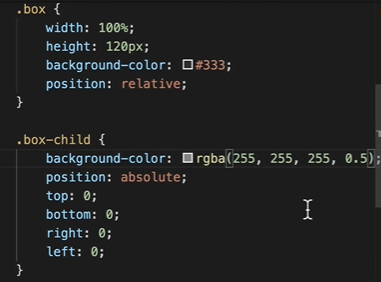 .box {
    width: 100%;
    height: 120px;
    background-color: #333;
    position: relative;
}

.box-child {
    background-color: rgba(255, 255, 255, 0.5);
    position: absolute;
    top: 0;
    bottom: 0;
    right: 0;
    left: 0;
}